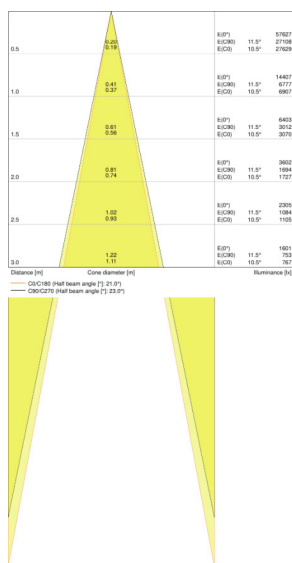 E(0°) 57627
0.20 E(C90) 11.5° 27108
0.5 0.19 E(C0) 10.5° 27629
E(0°) 14407
0.41 E(C90) 11.5° 6777
1.0 0.37 E(C0) 10.5° 6907
E(0°) 6403
0.61 E(C90) 11.5° 3012
1.5 0.56 E(C0) 10.5° 3070
E(0°) 3602
0.81 E(C90) 11.5° 1694
2.0 0.74 E(C0) 10.5° 1727
E(0°) 2305
1.02 E(C90) 11.5° 1084
2.5 0.93 E(C0) 10.5° 1105
E(0°) 1601
1.22 E(C90) 11.5° 753
3.0 1.11 E(C0) 10.5° 767
Distance [m] Cone diameter [m] Illuminance [lx]
C0/C180 (Half beam angle [°]: 21.0°)
C90/C270 (Half beam angle [°]: 23.0°)